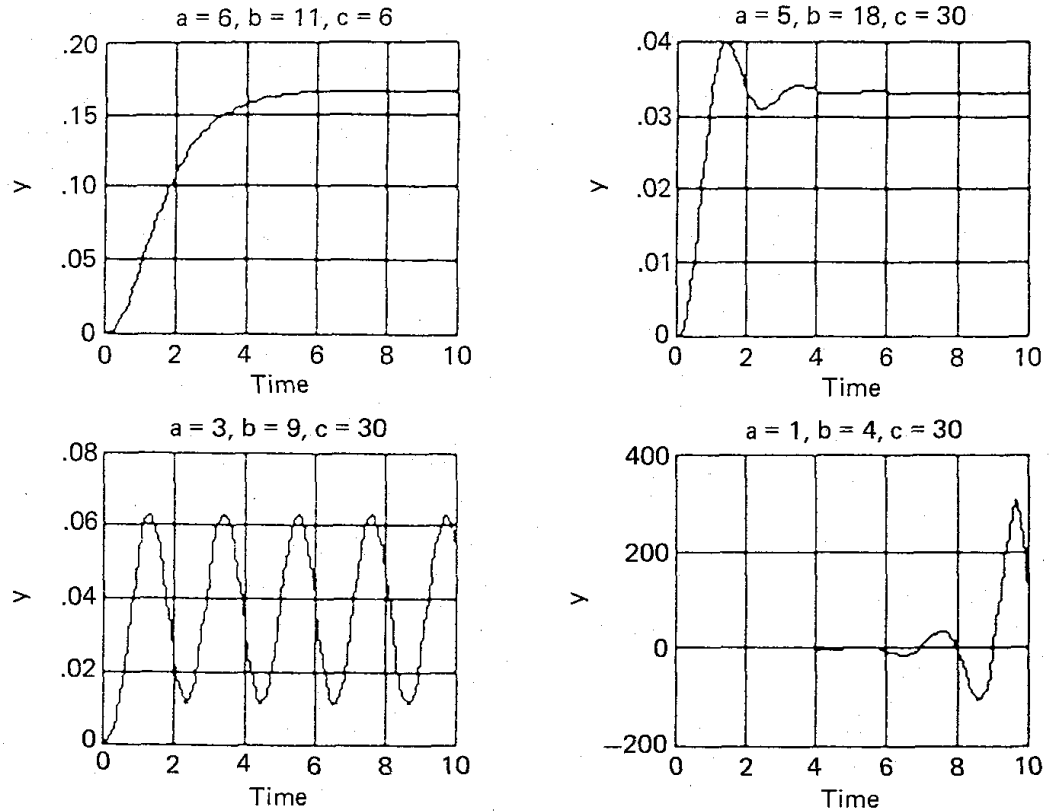 a = 6, b = 11, c = 6
.20
.15
.10
.05
0
y
0 2 4 6 8 10
Time
a = 5, b = 18, c = 30
.04
.03
.02
.01
0
y
0 2 4 6 8 10
Time
a = 3, b = 9, c = 30
.08
.06
.04
.02
0
y
0 2 4 6 8 10
Time
a = 1, b = 4, c = 30
400
200
0
−200
y
0 2 4 6 8 10
Time